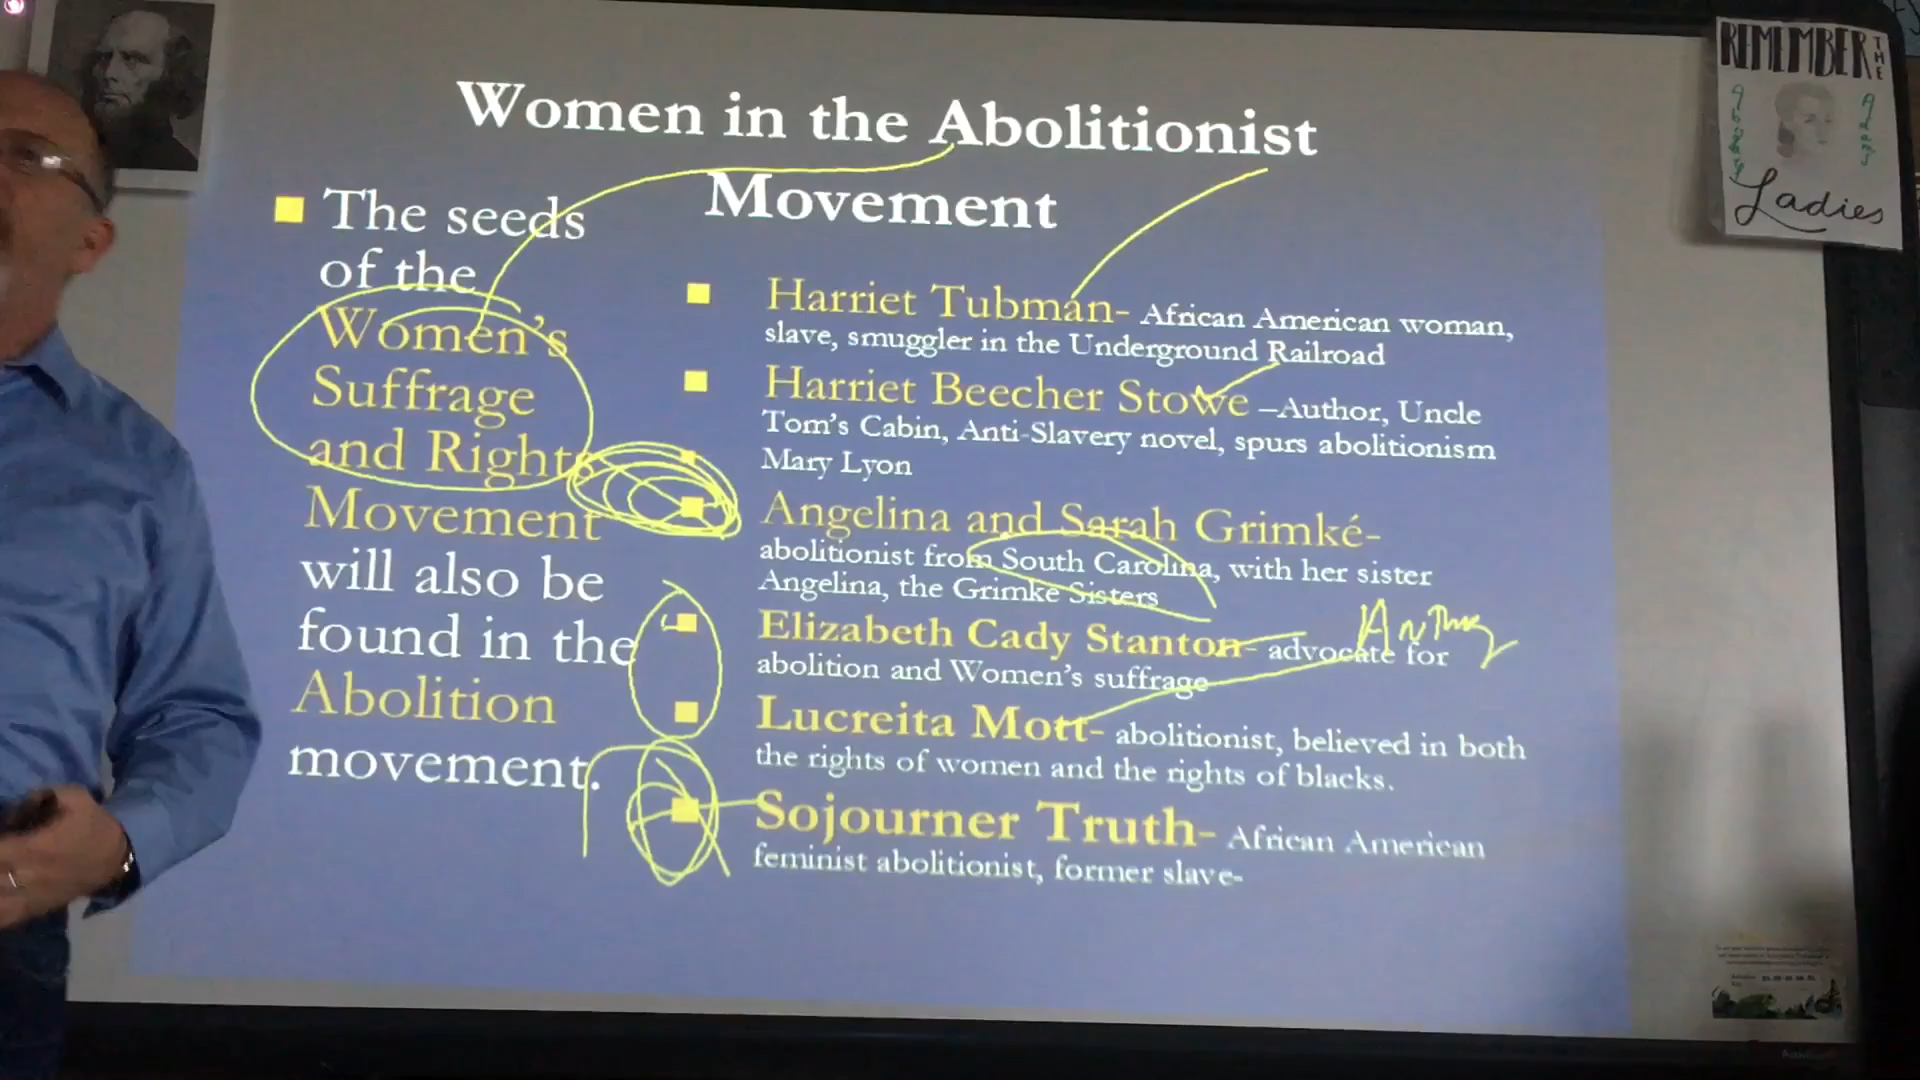 Women in the Abolitionist
Movement
The seeds
of the
Women's
Suffrage
and Rights
Movement
will also be
found in the
Abolition
movement.
Harriet Tubman- African American woman,
slave, smuggler in the Underground Railroad
Harriet Beecher Stowe –Author, Uncle
Tom's Cabin, Anti-Slavery novel, spurs abolitionism
Mary Lyon
Angelina and Sarah Grimké-
abolitionist from South Carolina, with her sister
Angelina, the Grimke Sisters
Elizabeth Cady Stanton- advocate for
abolition and Women's suffrage
Lucreita Mott- abolitionist, believed in both
the rights of women and the rights of blacks.
Sojourner Truth- African American
feminist abolitionist, former slave-
REMEMBER THE
Ladies